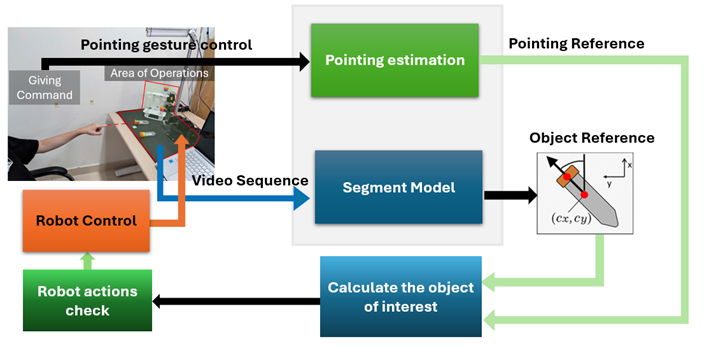 Pointing gesture control
Pointing Reference
Giving
Command
Area of Operations
Pointing estimation
Object Reference
x
y
(cx, cy)
Video Sequence
Segment Model
Robot Control
Robot actions
check
Calculate the object
of interest